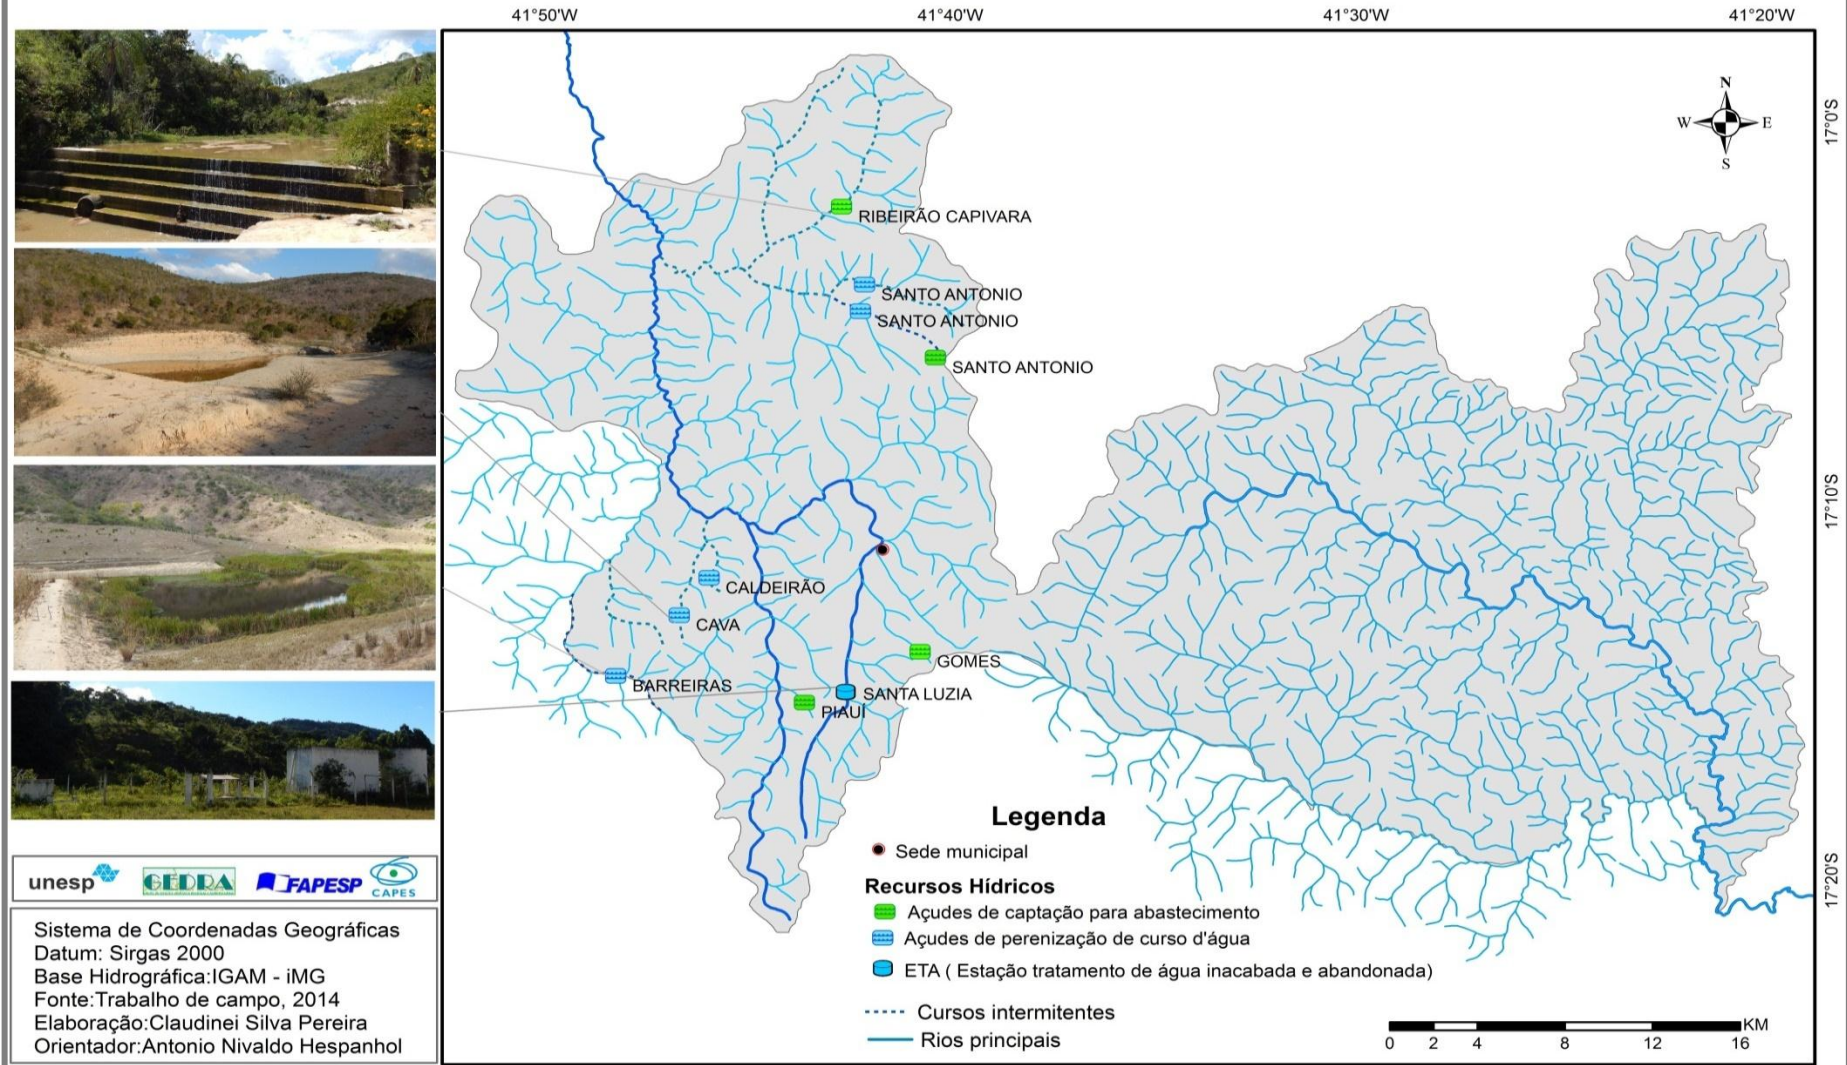 41°50'W
41°40'W
41°30'W
41°20'W
17°0'S
17°10'S
17°20'S
N
W
E
S
RIBEIRÃO CAPIVARA
SANTO ANTONIO
SANTO ANTONIO
SANTO ANTONIO
CALDEIRÃO
CAVA
BARREIRAS
GOMES
SANTA LUZIA
PIAUÍ
Legenda
Sede municipal
Recursos Hídricos
Açudes de captação para abastecimento
Açudes de perenização de curso d'água
ETA ( Estação tratamento de água inacabada e abandonada)
Cursos intermitentes
Rios principais
KM
0 2 4 8 12 16
unesp
GEDRA
FAPESP
CAPES
Sistema de Coordenadas Geográficas
Datum: Sirgas 2000
Base Hidrográfica:IGAM - iMG
Fonte:Trabalho de campo, 2014
Elaboração:Claudinei Silva Pereira
Orientador:Antonio Nivaldo Hespanhol